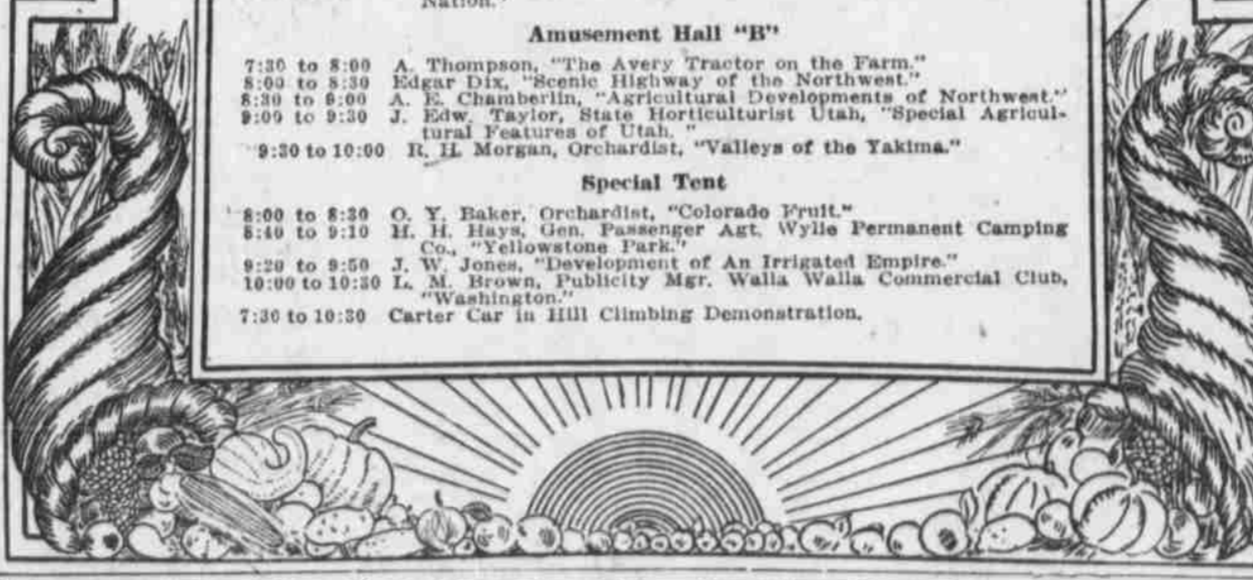 Nation."
Amusement Hall "B"
7:30 to 8:00 A. Thompson, "The Avery Tractor on the Farm."
8:00 to 8:30 Edgar Dix, "Scenic Highway of the Northwest."
8:30 to 9:00 A. E. Chamberlin, "Agricultural Developments of Northwest."
9:00 to 9:30 J. Edw. Taylor, State Horticulturist Utah, "Special Agricul-
tural Features of Utah. "
9:30 to 10:00 R. H. Morgan, Orchardist, "Valleys of the Yakima."
Special Tent
8:00 to 8:30 O. Y. Baker, Orchardist, "Colorado Fruit."
8:40 to 9:10 H. H. Hays, Gen. Passenger Agt. Wylie Permanent Camping
Co., "Yellowstone Park."
9:20 to 9:50 J. W. Jones, "Development of An Irrigated Empire."
10:00 to 10:30 L. M. Brown, Publicity Mgr. Walla Walla Commercial Club,
"Washington."
7:30 to 10:30 Carter Car in Hill Climbing Demonstration.